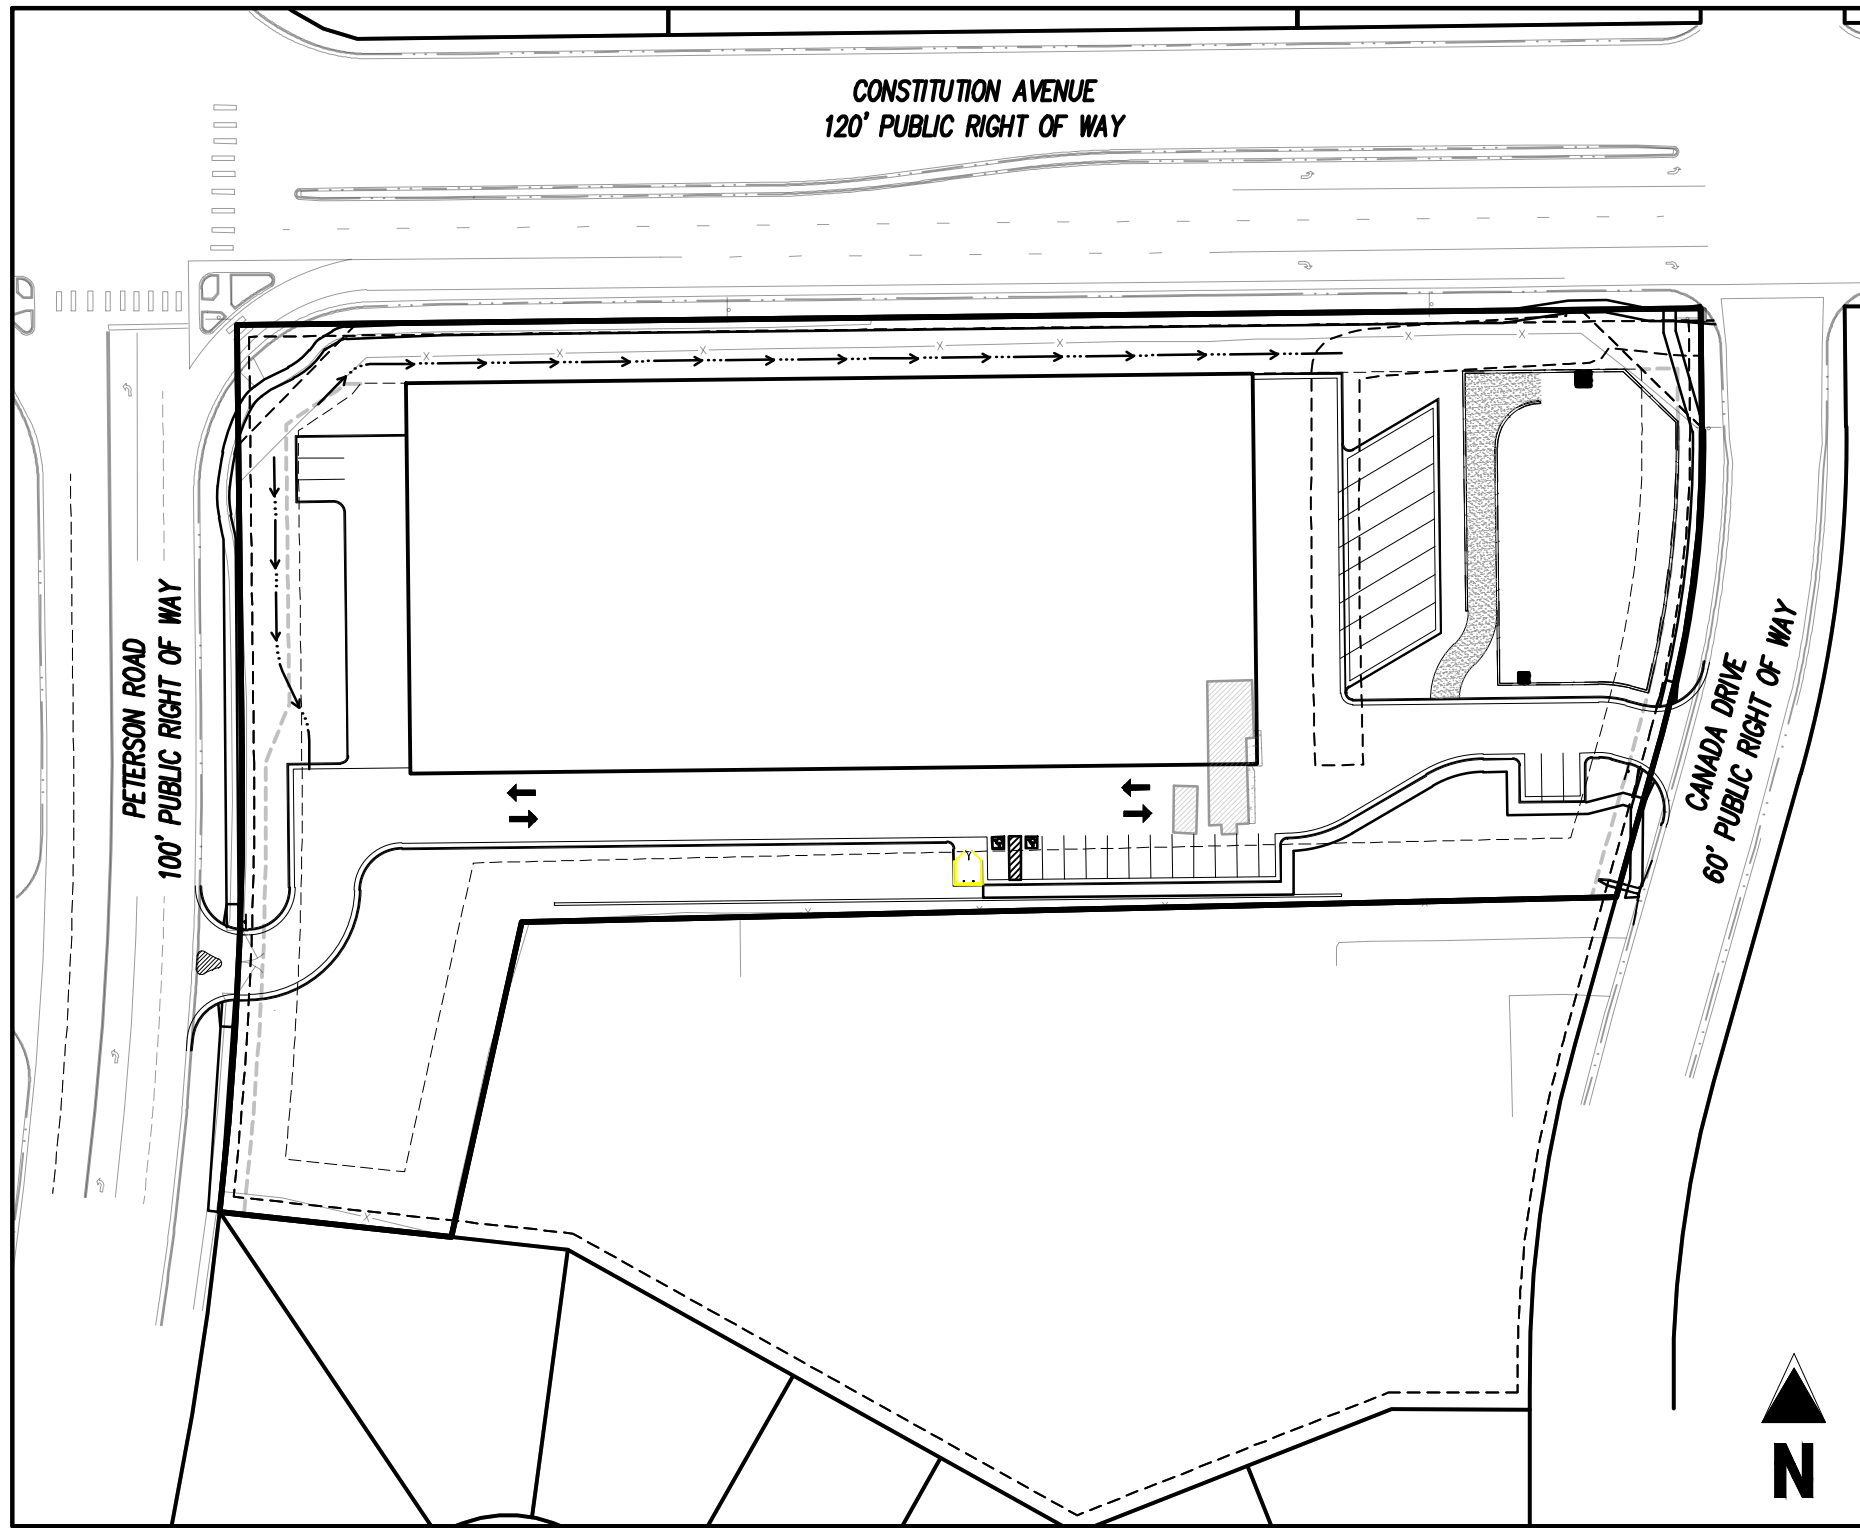 CONSTITUTION AVENUE
120' PUBLIC RIGHT OF WAY
PETERSON ROAD
100' PUBLIC RIGHT OF WAY
CANADA DRIVE
60' PUBLIC RIGHT OF WAY
N